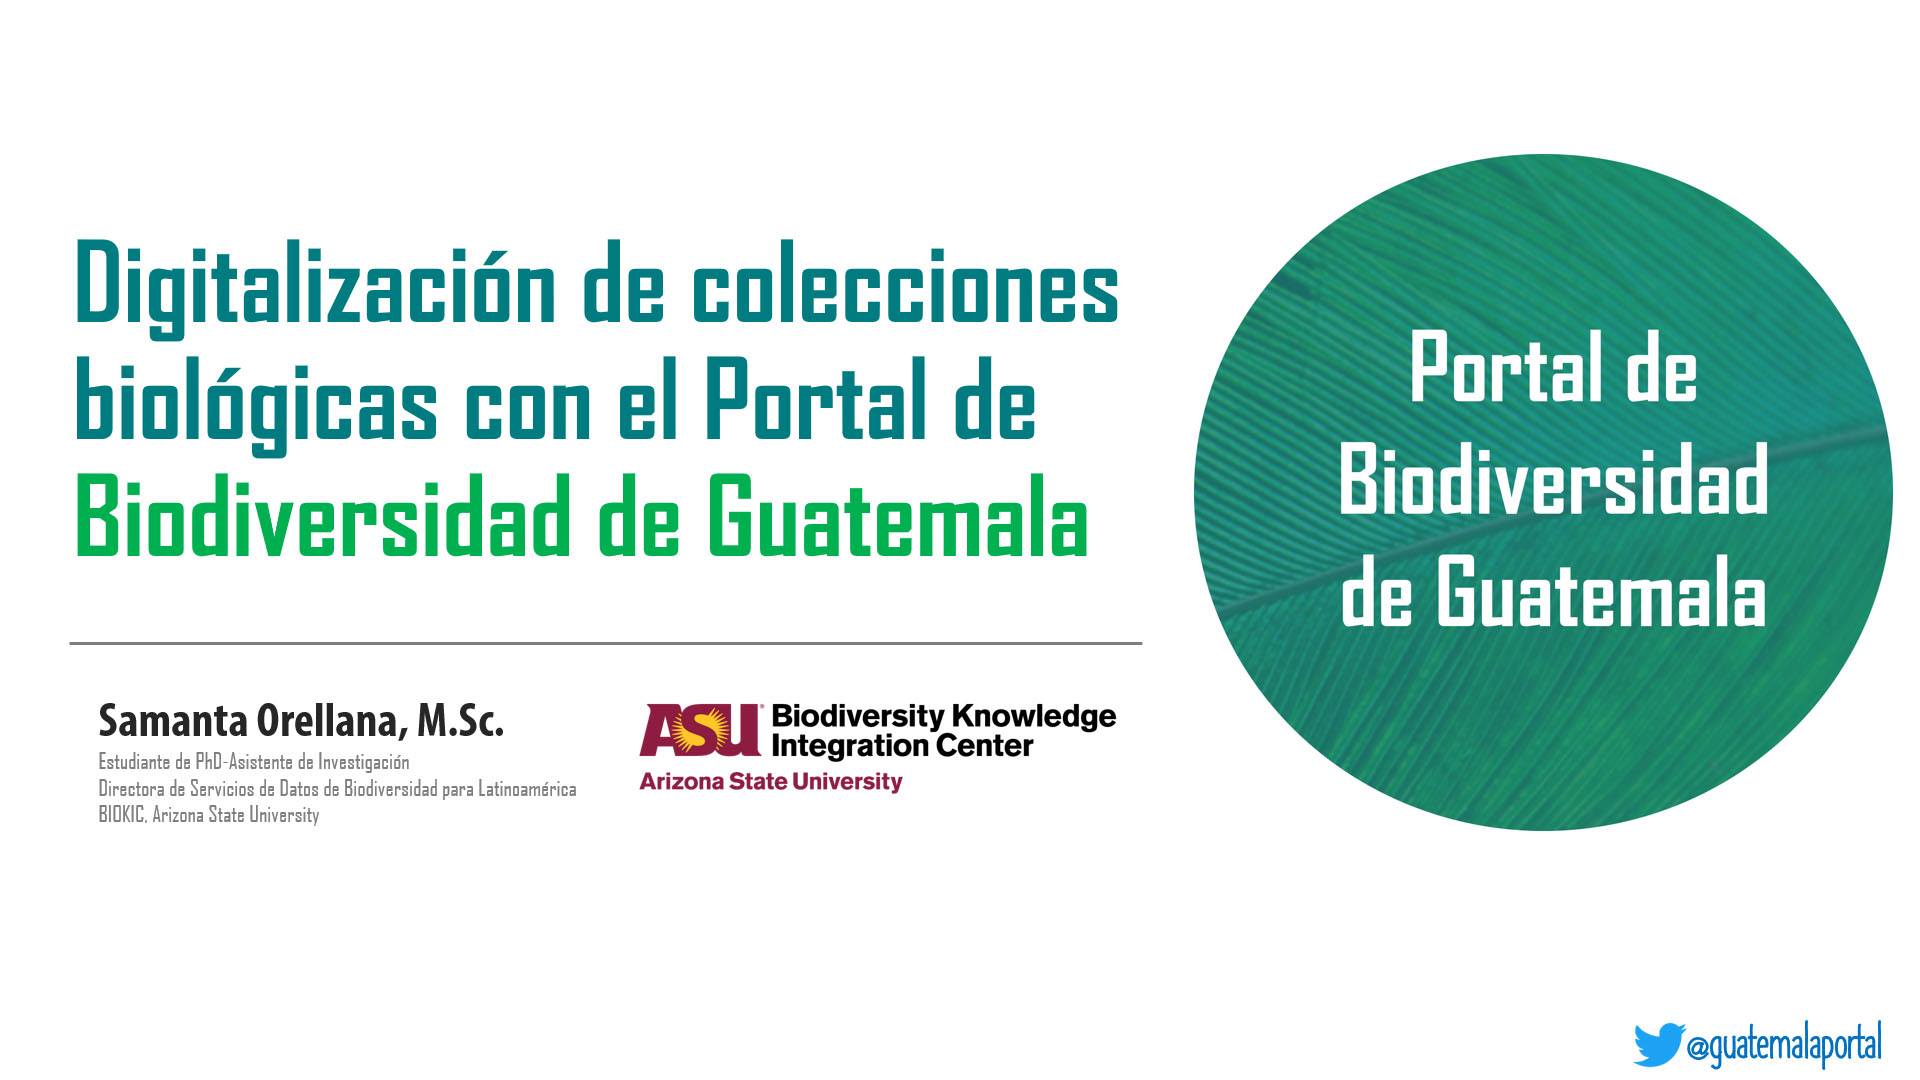 Digitalización de colecciones
biológicas con el Portal de
Biodiversidad de Guatemala
Samanta Orellana, M.Sc.
Estudiante de PhD-Asistente de Investigación
Directora de Servicios de Datos de Biodiversidad para Latinoamérica
BIOKIC, Arizona State University
ASU Biodiversity Knowledge
Integration Center
Arizona State University
Portal de
Biodiversidad
de Guatemala
@guatemalaportal